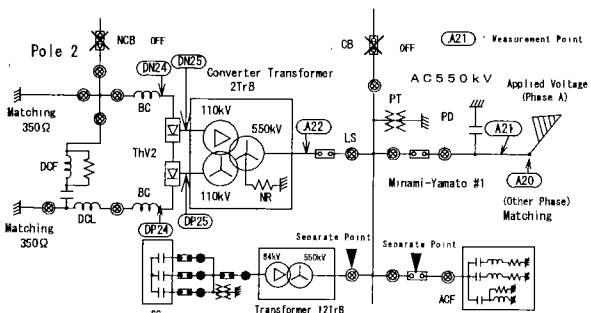 Pole 2
NCB OFF
CB OFF
A21 Measurement Point
DN24
DN25
Converter Transformer
2TrB
AC550kV
Applied Voltage
(Phase A)
BC
110kV
550kV
A22
LS
PT
PD
A21
Matching
350Ω
ThV2
DCF
NR
Minami-Yamato #1
A20
(Other Phase)
Matching
BC
110kV
DCL
DP24
DP25
Matching
350Ω
Separate Point
Separate Point
84kV
550kV
ACF
Transformer 12TrB